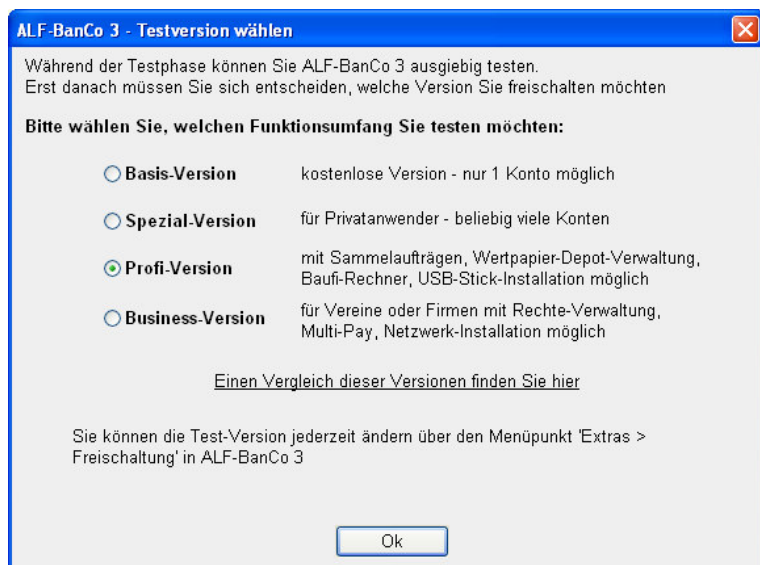 ALF-BanCo 3 - Testversion wählen
Während der Testphase können Sie ALF-BanCo 3 ausgiebig testen.
Erst danach müssen Sie sich entscheiden, welche Version Sie freischalten möchten
Bitte wählen Sie, welchen Funktionsumfang Sie testen möchten:
Basis-Version kostenlose Version - nur 1 Konto möglich
Spezial-Version für Privatanwender - beliebig viele Konten
Profi-Version mit Sammelaufträgen, Wertpapier-Depot-Verwaltung,
Baufi-Rechner, USB-Stick-Installation möglich
Business-Version für Vereine oder Firmen mit Rechte-Verwaltung,
Multi-Pay, Netzwerk-Installation möglich
Einen Vergleich dieser Versionen finden Sie hier
Sie können die Test-Version jederzeit ändern über den Menüpunkt 'Extras >
Freischaltung' in ALF-BanCo 3
Ok